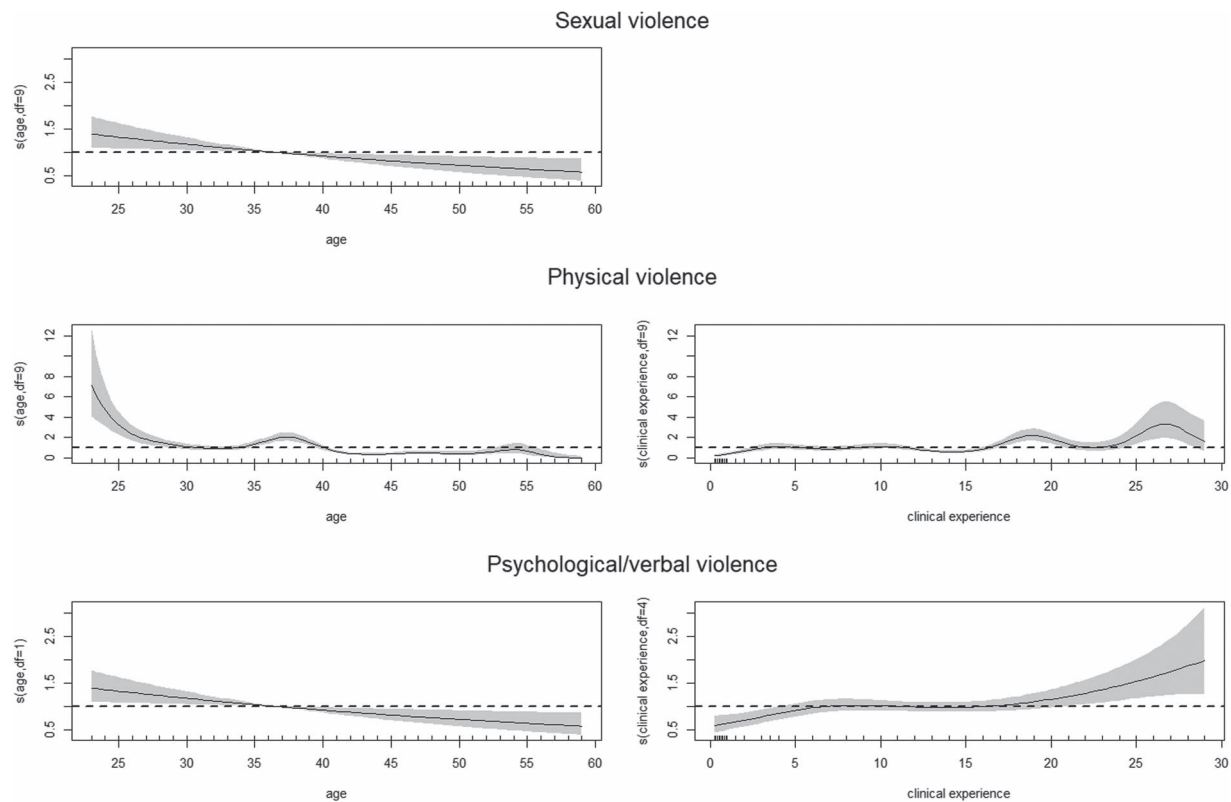 Sexual violence
s(age,df=9)
0.5 1.5 2.5
25 30 35 40 45 50 55 60
age
Physical violence
s(age,df=9)
0 2 4 6 8 12
25 30 35 40 45 50 55 60
age
s(clinical experience,df=9)
0 2 4 6 8 12
0 5 10 15 20 25 30
clinical experience
Psychological/verbal violence
s(age,df=1)
0.5 1.5 2.5
25 30 35 40 45 50 55 60
age
s(clinical experience,df=4)
0.5 1.5 2.5
0 5 10 15 20 25 30
clinical experience